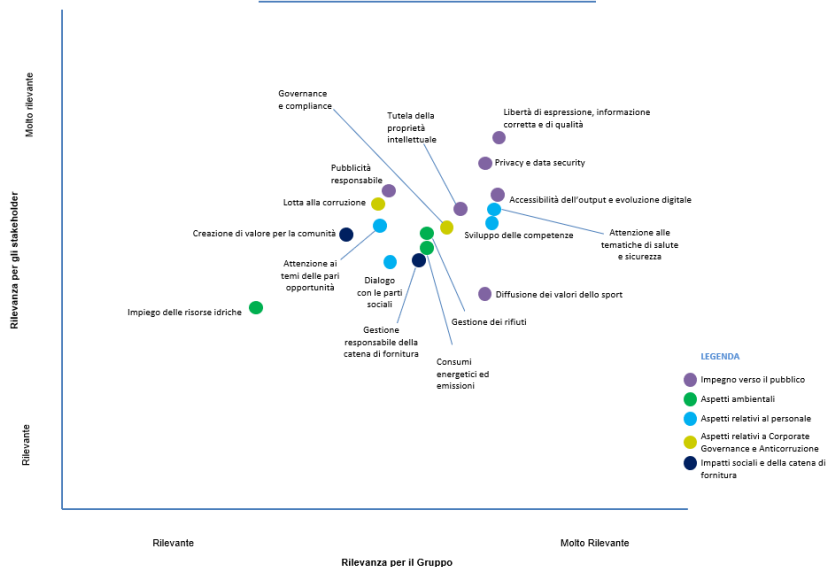 Governance
e compliance
Tutela della
proprietà
intellettuale
Libertà di espressione, informazione
corretta e di qualità
Molto rilevante
Privacy e data security
Pubblicità
responsabile
Lotta alla corruzione
Accessibilità dell'output e evoluzione digitale
Creazione di valore per la comunità
Sviluppo delle competenze
Attenzione alle
tematiche di salute
e sicurezza
Rilevanza per gli stakeholder
Attenzione ai
temi delle pari
opportunità
Dialogo
con le parti
sociali
Diffusione dei valori dello sport
Impiego delle risorse idriche
Gestione dei rifiuti
Gestione
responsabile della
catena di fornitura
Consumi
energetici ed
emissioni
LEGENDA
Impegno verso il pubblico
Aspetti ambientali
Aspetti relativi al personale
Aspetti relativi a Corporate
Governance e Anticorruzione
Impatti sociali e della catena di
fornitura
Rilevante
Rilevante
Molto Rilevante
Rilevanza per il Gruppo